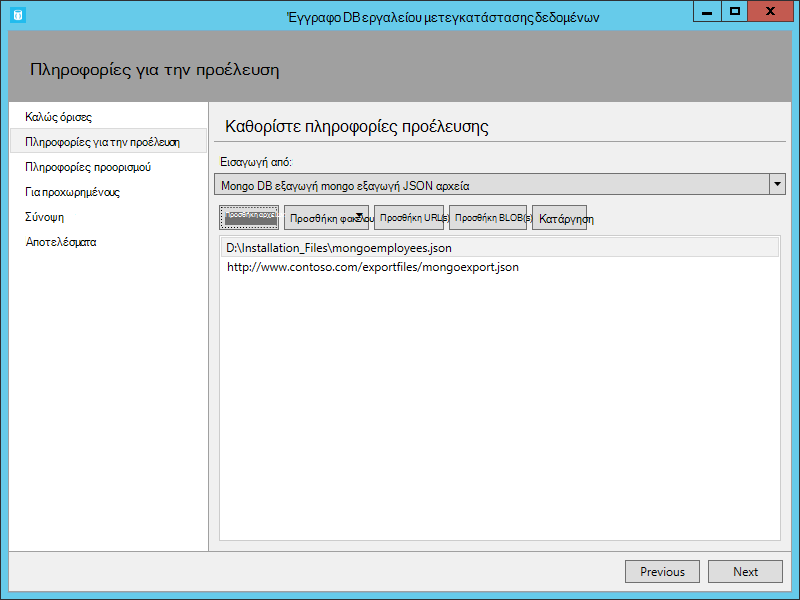 Έγγραφο DB εργαλείου μετεγκατάστασης δεδομένων
Πληροφορίες για την προέλευση
Καλώς όρισες
Πληροφορίες για την προέλευση
Πληροφορίες προορισμού
Για προχωρημένους
Σύνοψη
Αποτελέσματα
Καθορίστε πληροφορίες προέλευσης
Εισαγωγή από:
Mongo DB εξαγωγή mongo εξαγωγή JSON αρχεία
Προσθήκη φακέλου Προσθήκη URL(s) Προσθήκη BLOB(s) Κατάργηση
D:\Installation_Files\mongoemployees.json
http://www.contoso.com/exportfiles/mongoexport.json
Previous Next